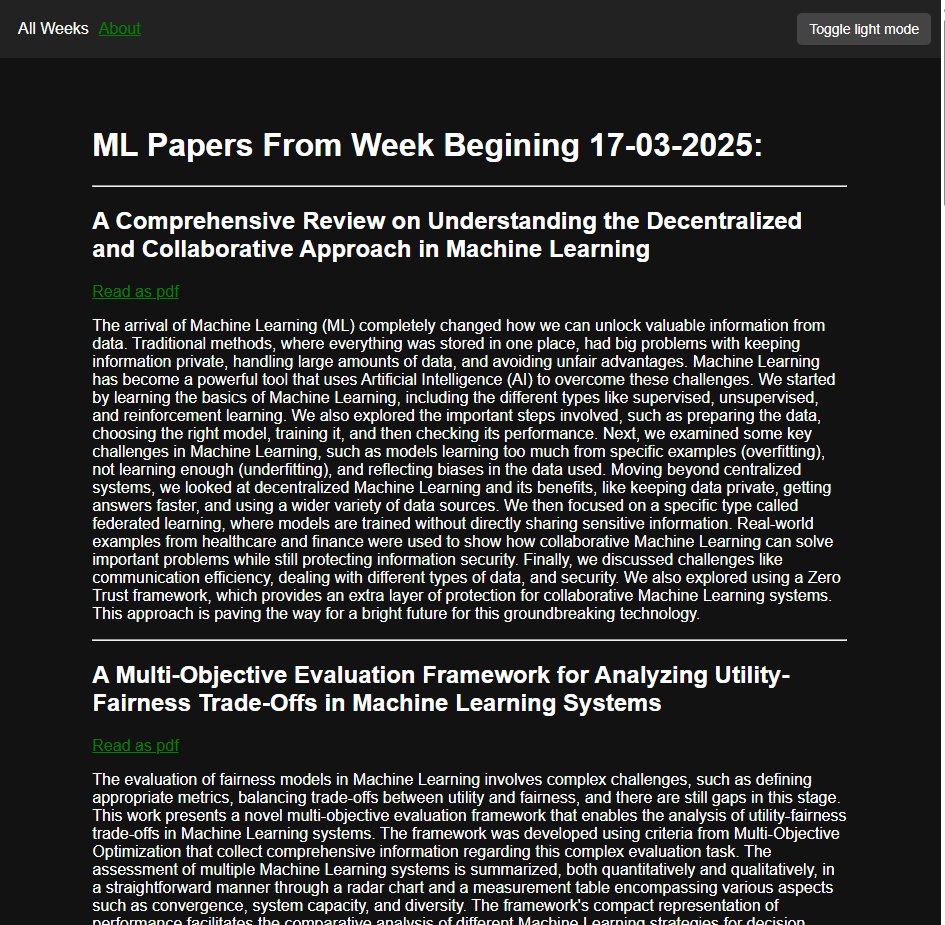 All Weeks About Toggle light mode
ML Papers From Week Begining 17-03-2025:
A Comprehensive Review on Understanding the Decentralized
and Collaborative Approach in Machine Learning
Read as pdf
The arrival of Machine Learning (ML) completely changed how we can unlock valuable information from
data. Traditional methods, where everything was stored in one place, had big problems with keeping
information private, handling large amounts of data, and avoiding unfair advantages. Machine Learning
has become a powerful tool that uses Artificial Intelligence (AI) to overcome these challenges. We started
by learning the basics of Machine Learning, including the different types like supervised, unsupervised,
and reinforcement learning. We also explored the important steps involved, such as preparing the data,
choosing the right model, training it, and then checking its performance. Next, we examined some key
challenges in Machine Learning, such as models learning too much from specific examples (overfitting),
not learning enough (underfitting), and reflecting biases in the data used. Moving beyond centralized
systems, we looked at decentralized Machine Learning and its benefits, like keeping data private, getting
answers faster, and using a wider variety of data sources. We then focused on a specific type called
federated learning, where models are trained without directly sharing sensitive information. Real-world
examples from healthcare and finance were used to show how collaborative Machine Learning can solve
important problems while still protecting information security. Finally, we discussed challenges like
communication efficiency, dealing with different types of data, and security. We also explored using a Zero
Trust framework, which provides an extra layer of protection for collaborative Machine Learning systems.
This approach is paving the way for a bright future for this groundbreaking technology.
A Multi-Objective Evaluation Framework for Analyzing Utility-
Fairness Trade-Offs in Machine Learning Systems
Read as pdf
The evaluation of fairness models in Machine Learning involves complex challenges, such as defining
appropriate metrics, balancing trade-offs between utility and fairness, and there are still gaps in this stage.
This work presents a novel multi-objective evaluation framework that enables the analysis of utility-fairness
trade-offs in Machine Learning systems. The framework was developed using criteria from Multi-Objective
Optimization that collect comprehensive information regarding this complex evaluation task. The
assessment of multiple Machine Learning systems is summarized, both quantitatively and qualitatively, in
a straightforward manner through a radar chart and a measurement table encompassing various aspects
such as convergence, system capacity, and diversity. The framework's compact representation of
performance facilitates the comparative analysis of different Machine Learning strategies for decision